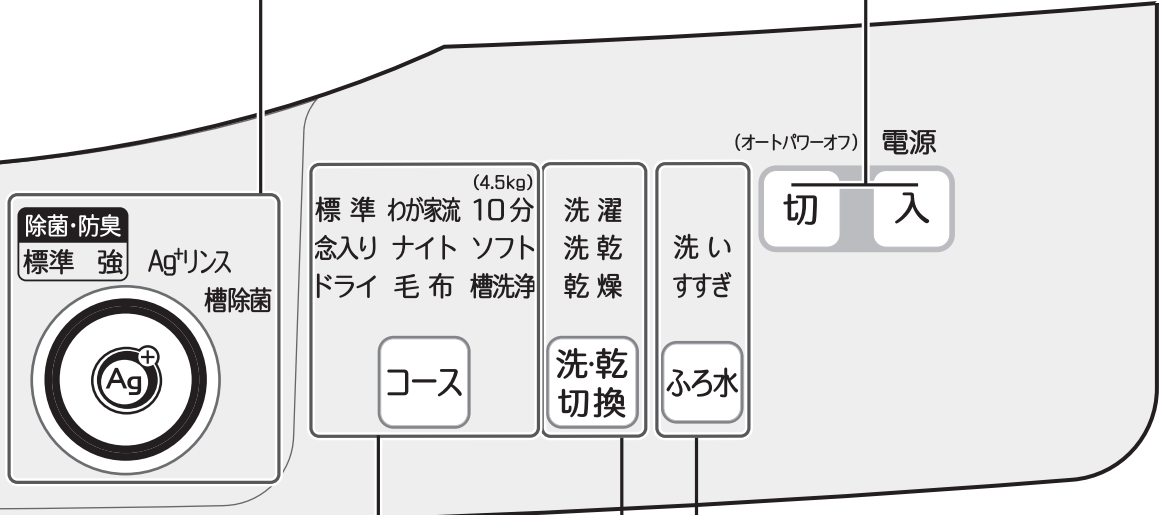 除菌・防臭
標準 強
Ag⁺リンス
槽除菌
Ag+
(4.5kg)
標準 わが家流 10分
念入り ナイト ソフト
ドライ 毛布 槽洗浄
コース
洗濯
洗乾
乾燥
洗・乾
切換
洗い
すすぎ
ふろ水
(オートパワーオフ) 電源
切 入